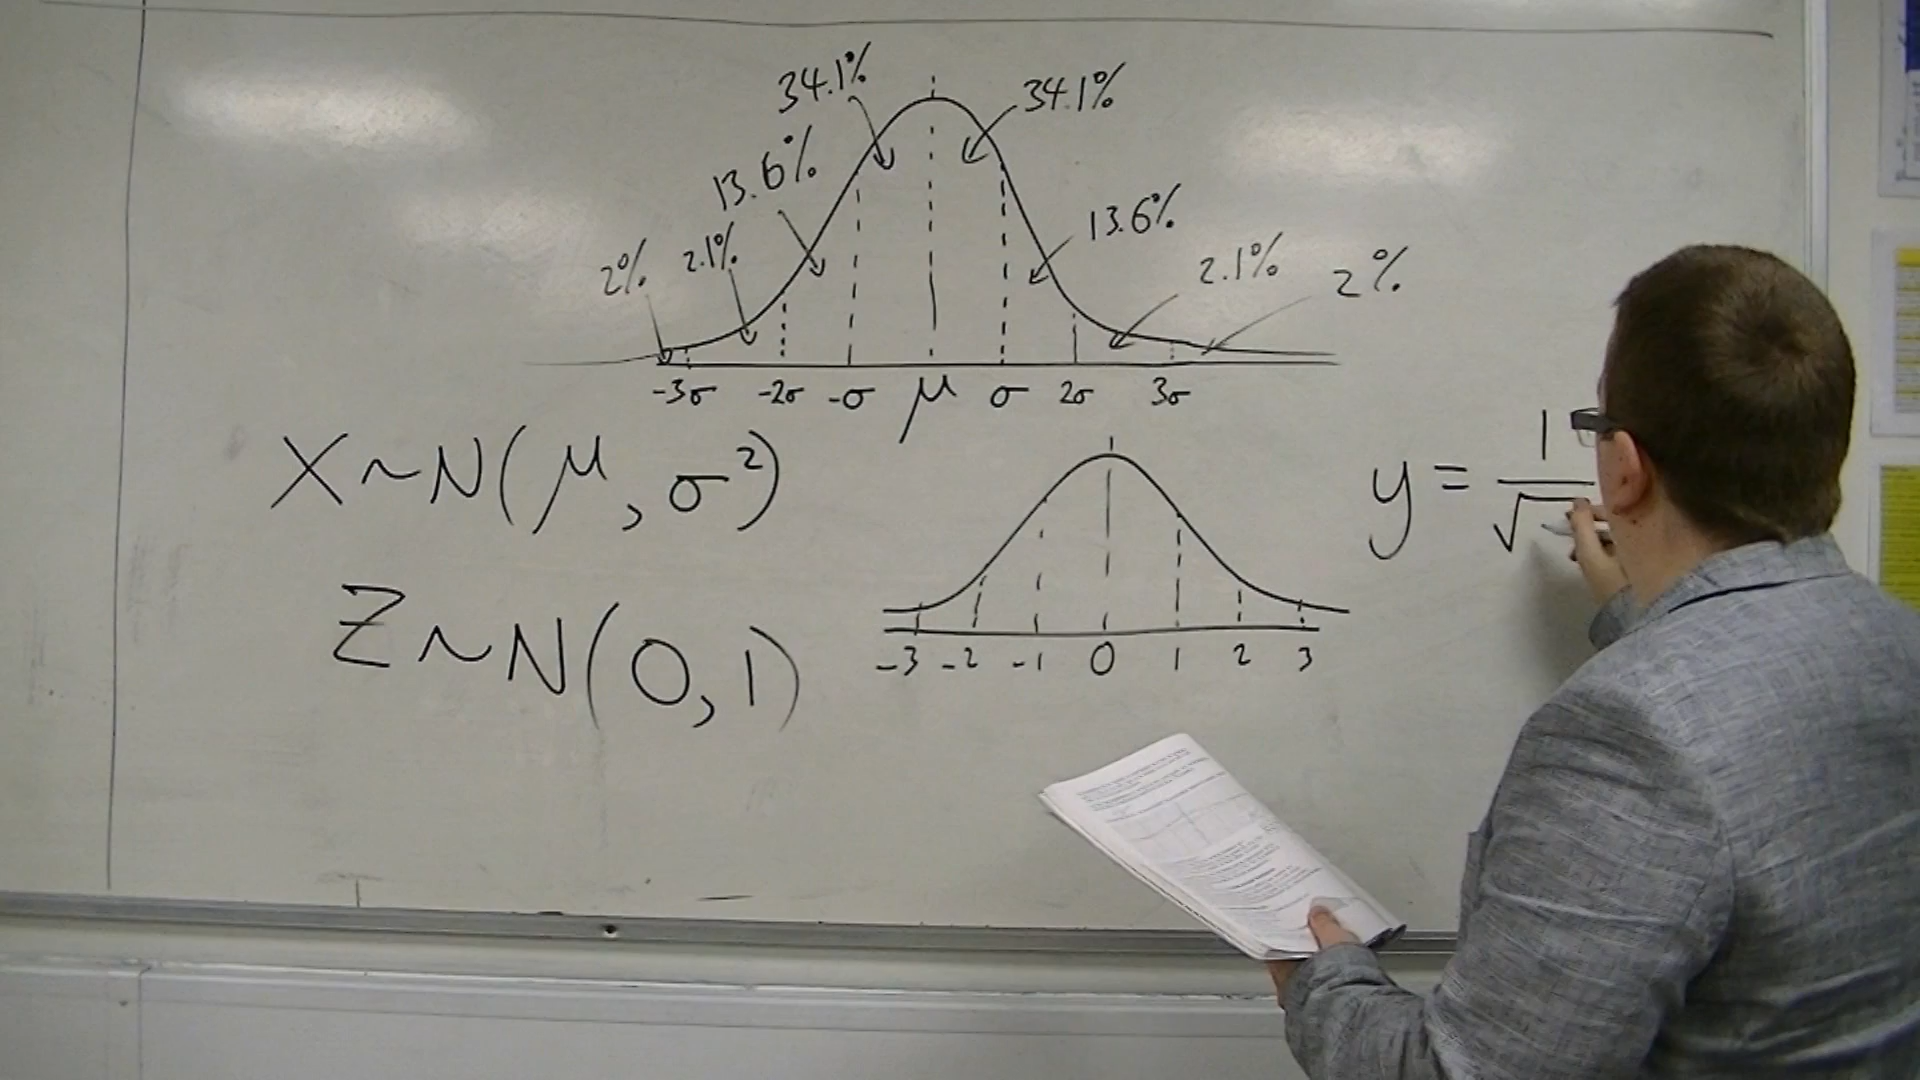 34.1% 34.1%
13.6% 13.6%
2% 2.1% 2.1% 2%
-3σ -2σ -σ μ σ 2σ 3σ
X~N(μ, σ²)
y = 1/√
Z~N(0,1)
-3 -2 -1 0 1 2 3